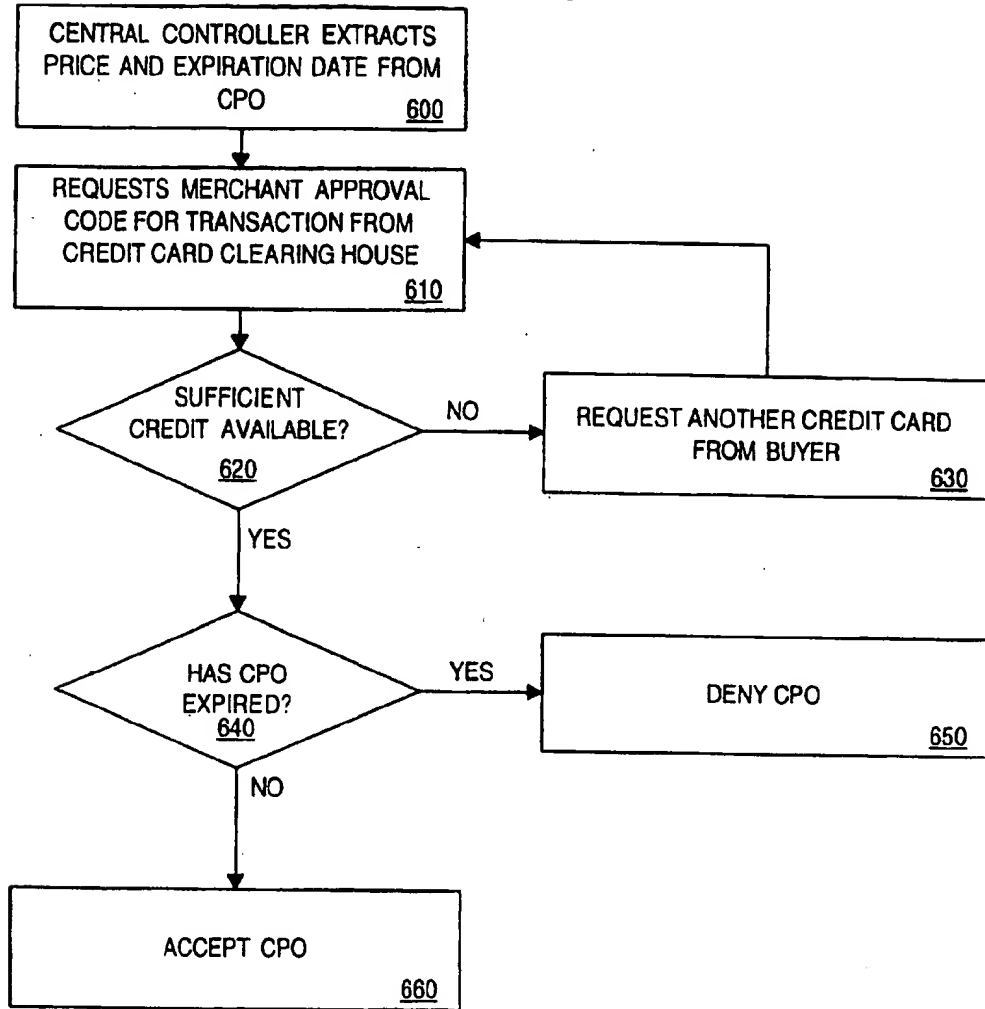 CENTRAL CONTROLLER EXTRACTS
PRICE AND EXPIRATION DATE FROM
CPO
600
REQUESTS MERCHANT APPROVAL
CODE FOR TRANSACTION FROM
CREDIT CARD CLEARING HOUSE
610
SUFFICIENT
CREDIT AVAILABLE?
620
NO
REQUEST ANOTHER CREDIT CARD
FROM BUYER
630
YES
HAS CPO
EXPIRED?
640
YES
DENY CPO
650
NO
ACCEPT CPO
660